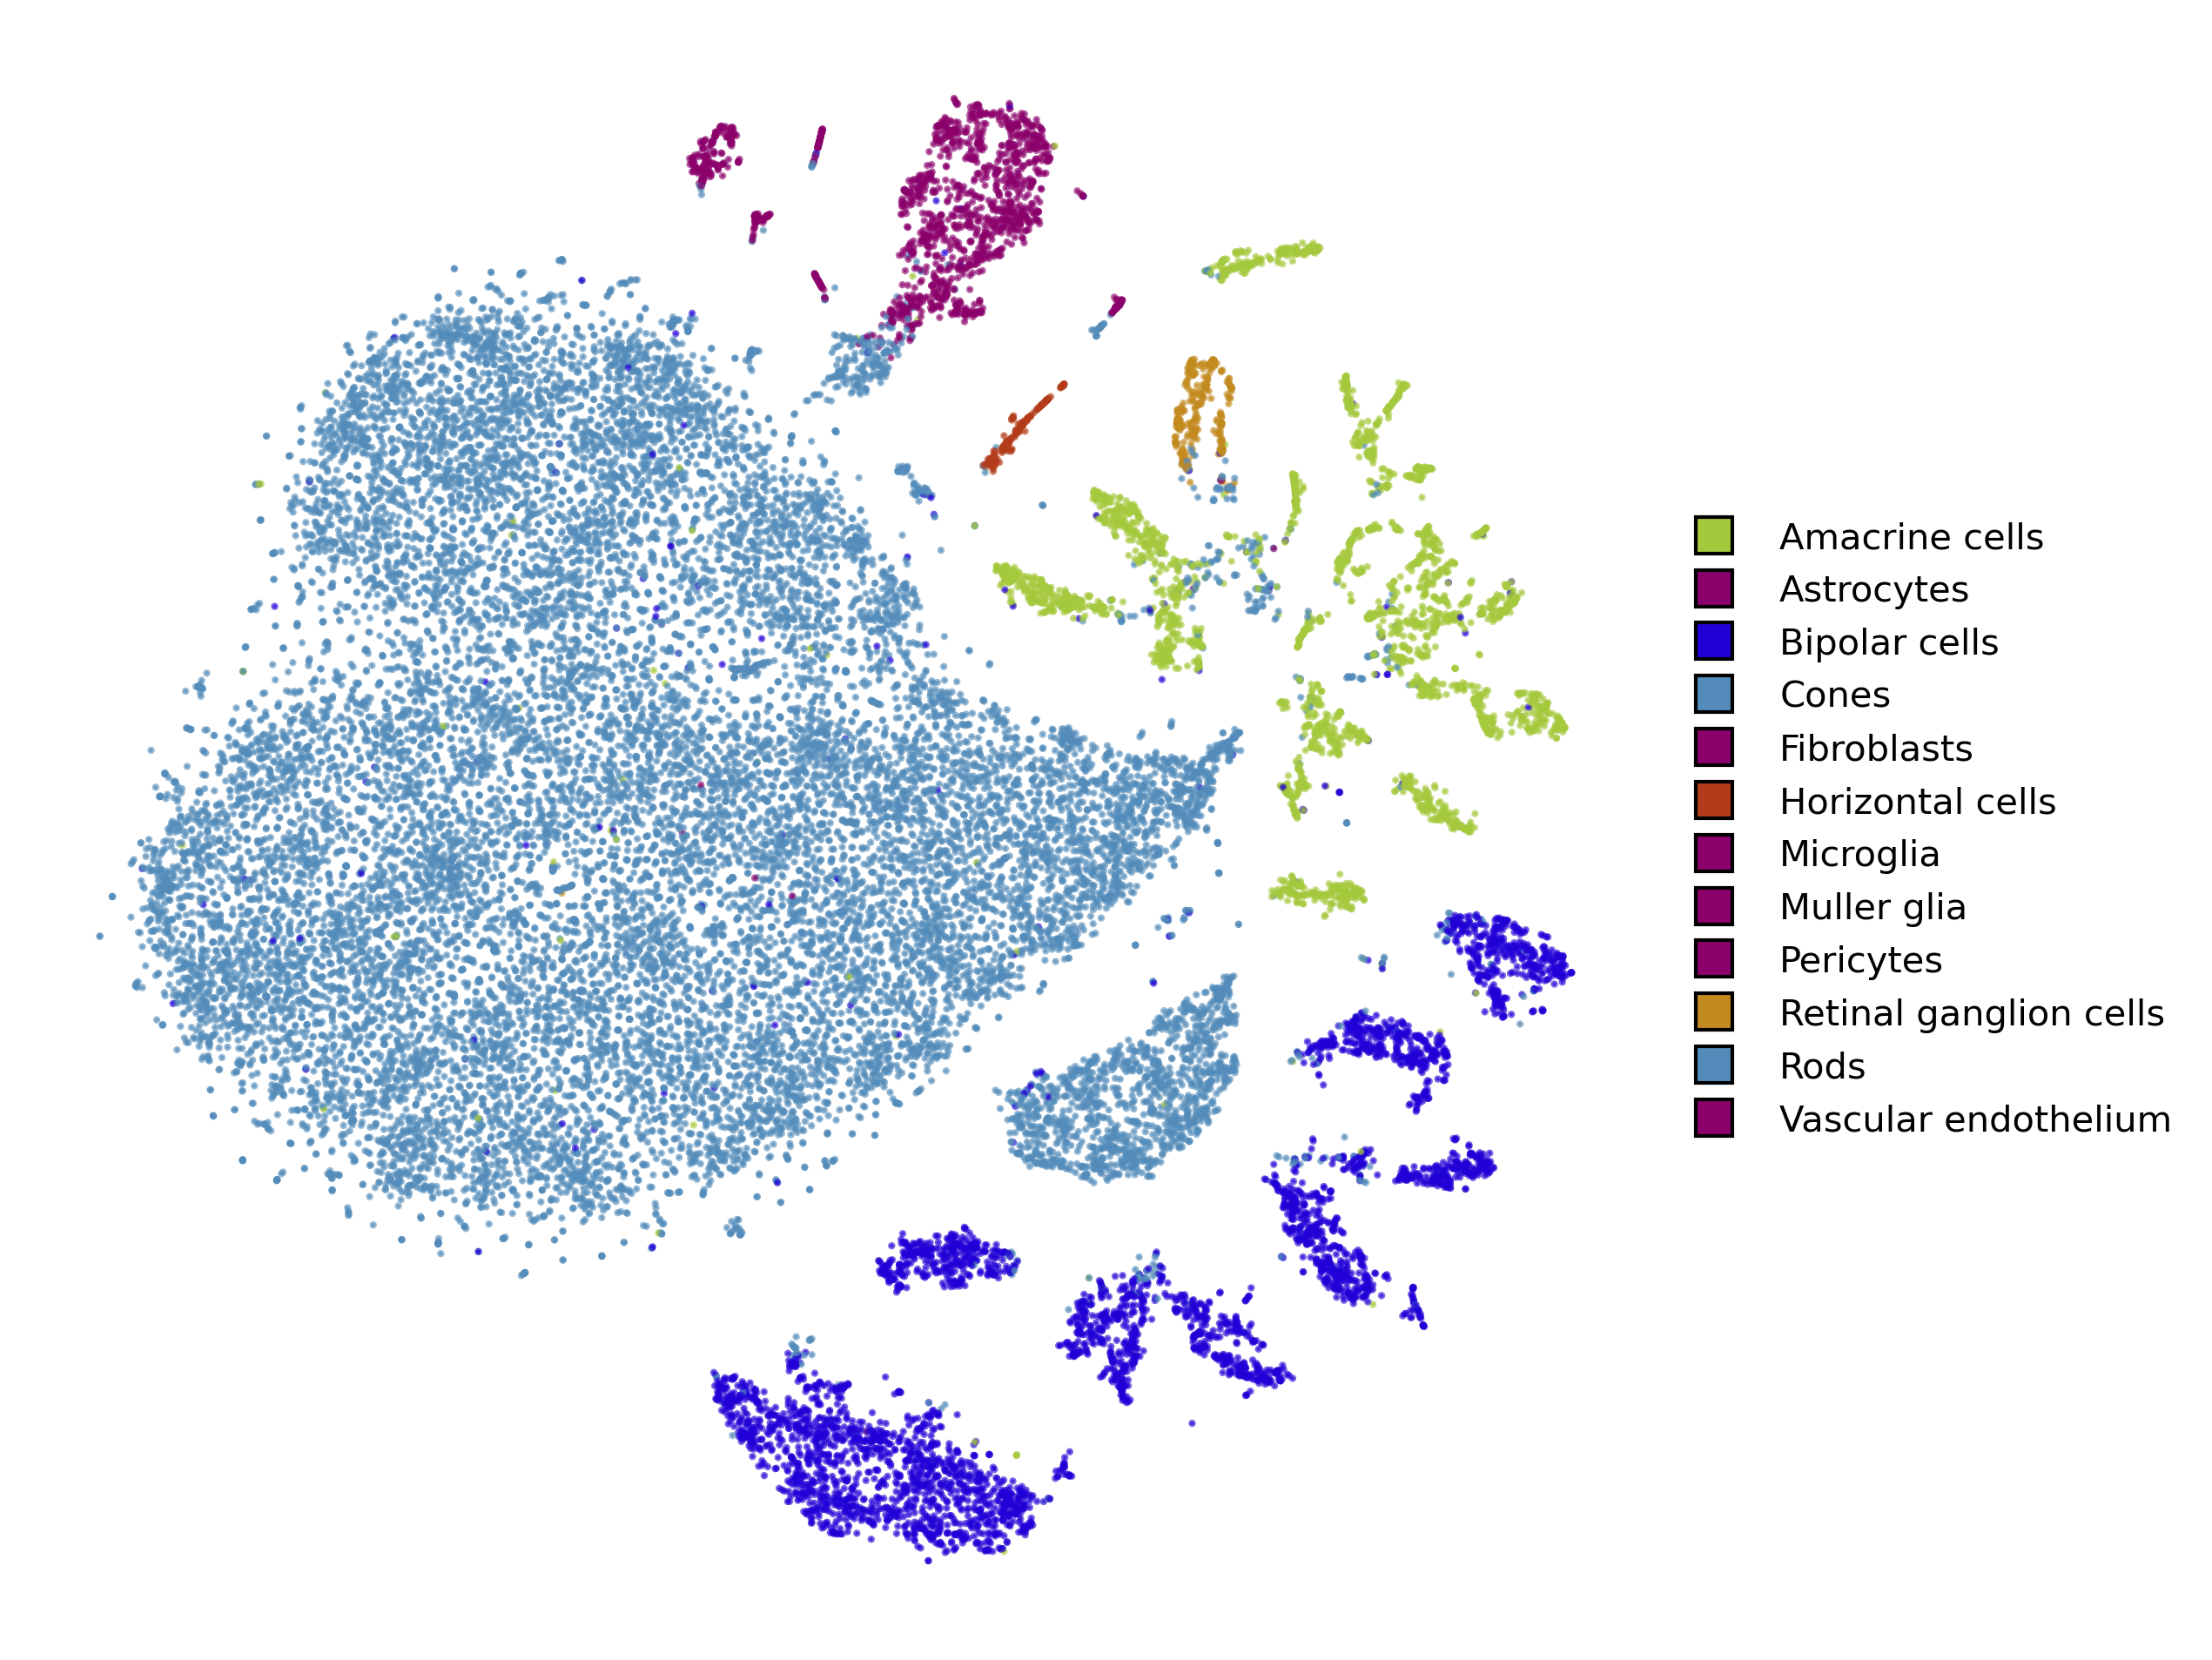 Amacrine cells
Astrocytes
Bipolar cells
Cones
Fibroblasts
Horizontal cells
Microglia
Muller glia
Pericytes
Retinal ganglion cells
Rods
Vascular endothelium